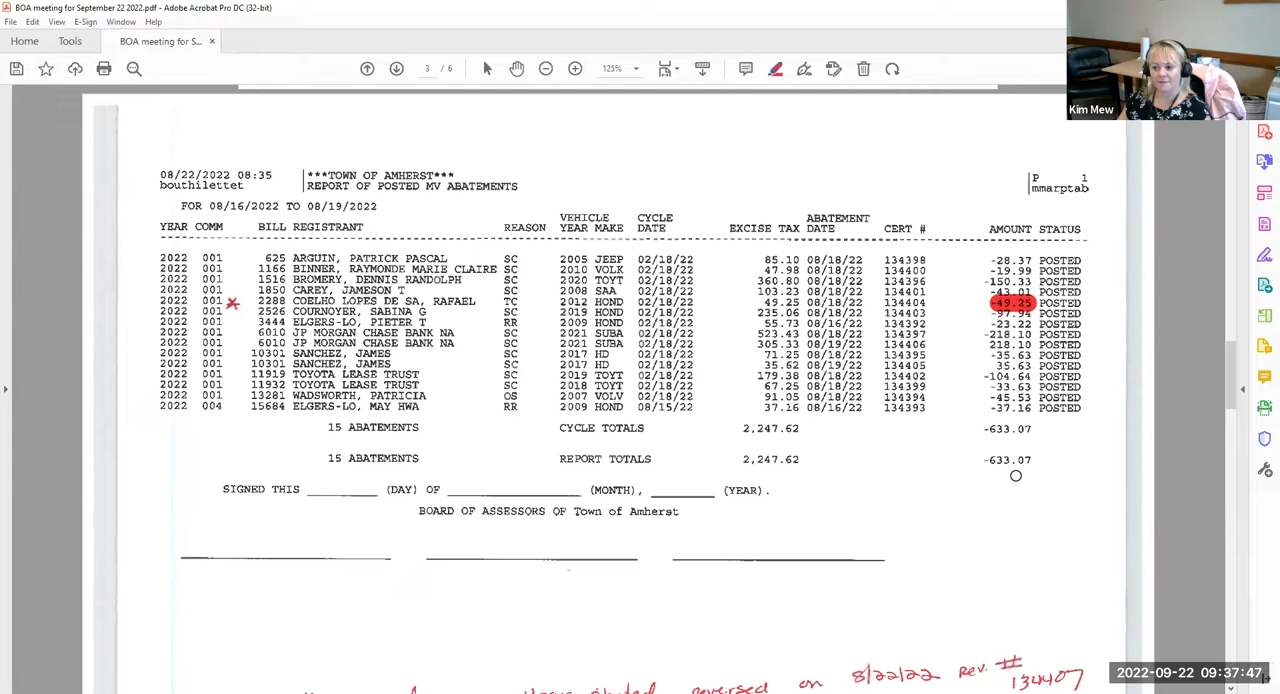 BOA meeting for September 22 2022.pdf - Adobe Acrobat Pro DC (32-bit)
File Edit View E-Sign Window Help
Home Tools BOA meeting for S... ×
3 / 6 125%
Kim Mew
08/22/2022 08:35 ***TOWN OF AMHERST*** P 1
bouthilettet REPORT OF POSTED MV ABATEMENTS mmarptab
FOR 08/16/2022 TO 08/19/2022
VEHICLE CYCLE ABATEMENT
YEAR COMM BILL REGISTRANT REASON YEAR MAKE DATE EXCISE TAX DATE CERT # AMOUNT STATUS
2022 001 625 ARGUIN, PATRICK PASCAL SC 2005 JEEP 02/18/22 85.10 08/18/22 134398 -28.37 POSTED
2022 001 1166 BINNER, RAYMONDE MARIE CLAIRE SC 2010 VOLK 02/18/22 47.98 08/18/22 134400 -19.99 POSTED
2022 001 1516 BROMERY, DENNIS RANDOLPH SC 2020 TOYT 02/18/22 360.80 08/18/22 134396 -150.33 POSTED
2022 001 1850 CAREY, JAMESON T SC 2008 SAA 02/18/22 103.23 08/18/22 134401 -43.01 POSTED
2022 001 2288 COELHO LOPES DE SA, RAFAEL TC 2012 HOND 02/18/22 49.25 08/18/22 134404 -49.25 POSTED
2022 001 2526 COURNOYER, SABINA G SC 2019 HOND 02/18/22 235.06 08/18/22 134403 -97.94 POSTED
2022 001 3444 ELGERS-LO, PIETER T RR 2009 HOND 02/18/22 55.73 08/16/22 134392 -23.22 POSTED
2022 001 6010 JP MORGAN CHASE BANK NA SC 2021 SUBA 02/18/22 523.43 08/18/22 134397 -218.10 POSTED
2022 001 6010 JP MORGAN CHASE BANK NA SC 2021 SUBA 02/18/22 305.33 08/19/22 134406 218.10 POSTED
2022 001 10301 SANCHEZ, JAMES SC 2017 HD 02/18/22 71.25 08/18/22 134395 -35.63 POSTED
2022 001 10301 SANCHEZ, JAMES SC 2017 HD 02/18/22 35.62 08/19/22 134405 35.63 POSTED
2022 001 11919 TOYOTA LEASE TRUST SC 2019 TOYT 02/18/22 179.38 08/18/22 134402 -104.64 POSTED
2022 001 11932 TOYOTA LEASE TRUST SC 2018 TOYT 02/18/22 67.25 08/18/22 134399 -33.63 POSTED
2022 001 13281 WADSWORTH, PATRICIA OS 2007 VOLV 02/18/22 91.05 08/18/22 134394 -45.53 POSTED
2022 004 15684 ELGERS-LO, MAY HWA RR 2009 HOND 08/15/22 37.16 08/16/22 134393 -37.16 POSTED
15 ABATEMENTS CYCLE TOTALS 2,247.62 -633.07
15 ABATEMENTS REPORT TOTALS 2,247.62 -633.07
SIGNED THIS (DAY) OF (MONTH), (YEAR).
BOARD OF ASSESSORS OF Town of Amherst
reversed on 8/22/22 rev. # 134407
2022-09-22 09:37:47